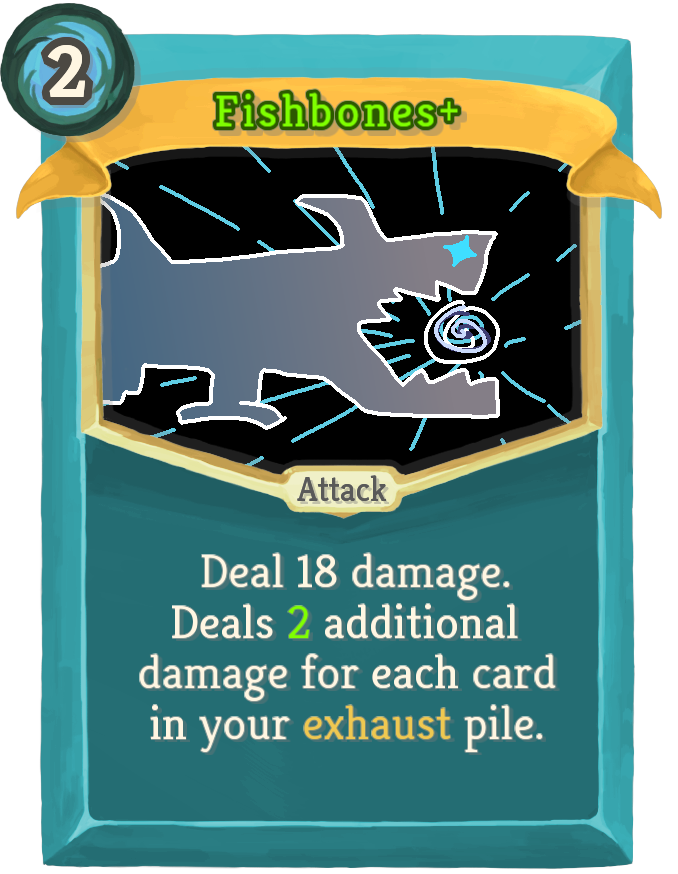 2
Fishbones+
Attack
Deal 18 damage.
Deals 2 additional
damage for each card
in your exhaust pile.